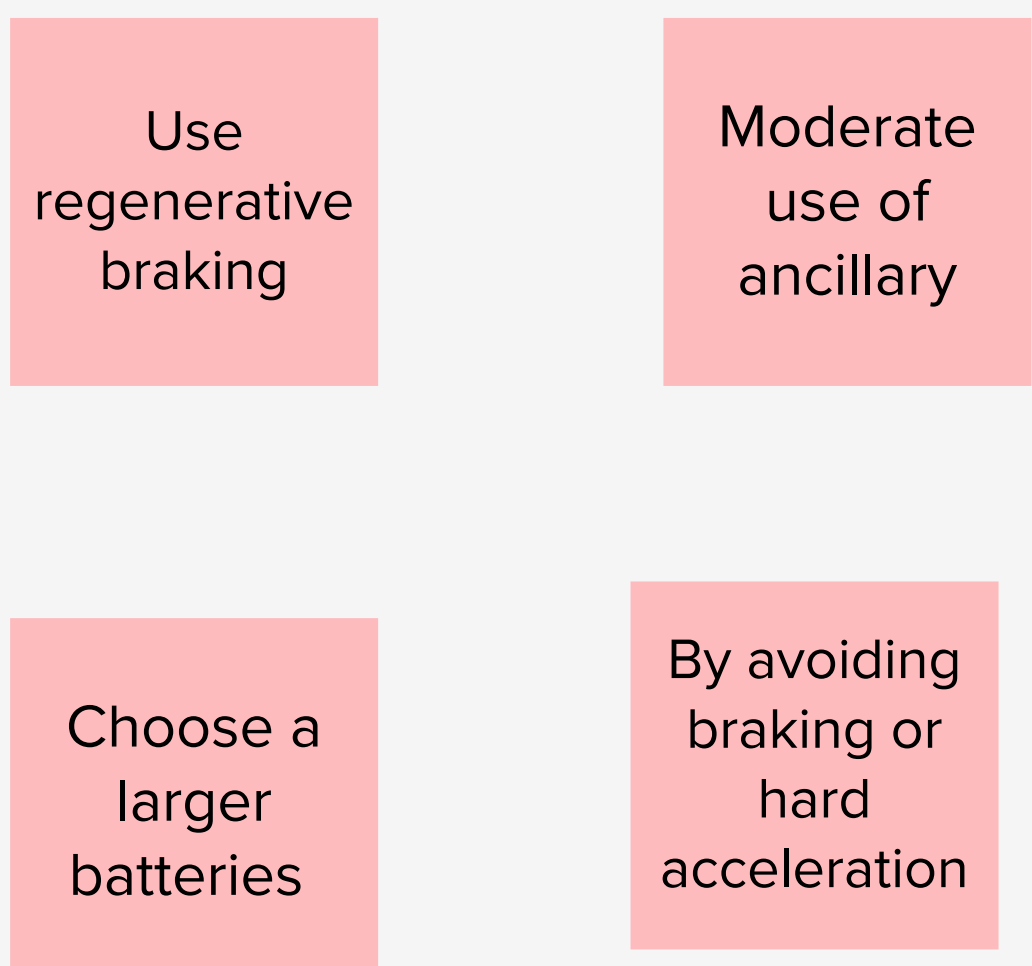 Use
regenerative
braking
Moderate
use of
ancillary
Choose a
larger
batteries
By avoiding
braking or
hard
acceleration